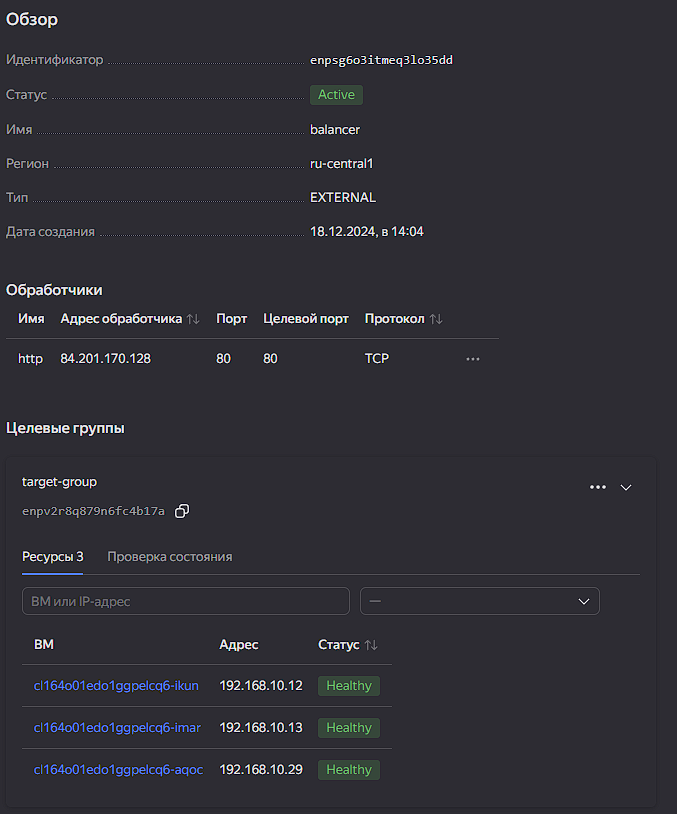 Обзор
Идентификатор enpsg6o3itmeq3lo35dd
Статус Active
Имя balancer
Регион ru-central1
Тип EXTERNAL
Дата создания 18.12.2024, в 14:04
Обработчики
Имя Адрес обработчика Порт Целевой порт Протокол
http 84.201.170.128 80 80 TCP
Целевые группы
target-group
enpv2r8q879n6fc4b17a
Ресурсы 3 Проверка состояния
ВМ или IP-адрес —
ВМ Адрес Статус
cl164o01edo1ggpelcq6-ikun 192.168.10.12 Healthy
cl164o01edo1ggpelcq6-imar 192.168.10.13 Healthy
cl164o01edo1ggpelcq6-aqoc 192.168.10.29 Healthy